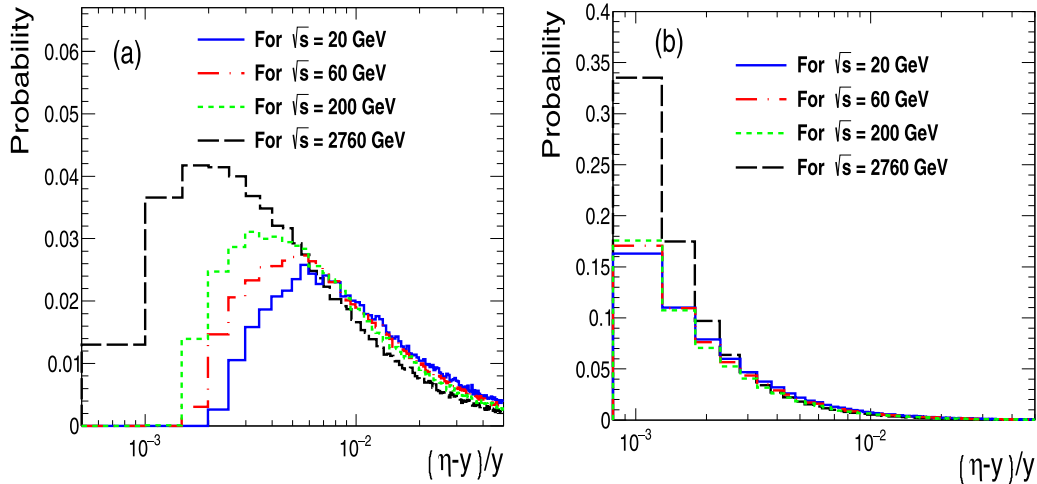 Probability
0.06
0.05
0.04
0.03
0.02
0.01
0
(a)
For √s = 20 GeV
For √s = 60 GeV
For √s = 200 GeV
For √s = 2760 GeV
10⁻³
10⁻²
(η-y)/y
Probability
0.4
0.35
0.3
0.25
0.2
0.15
0.1
0.05
0
(b)
For √s = 20 GeV
For √s = 60 GeV
For √s = 200 GeV
For √s = 2760 GeV
10⁻³
10⁻²
(η-y)/y